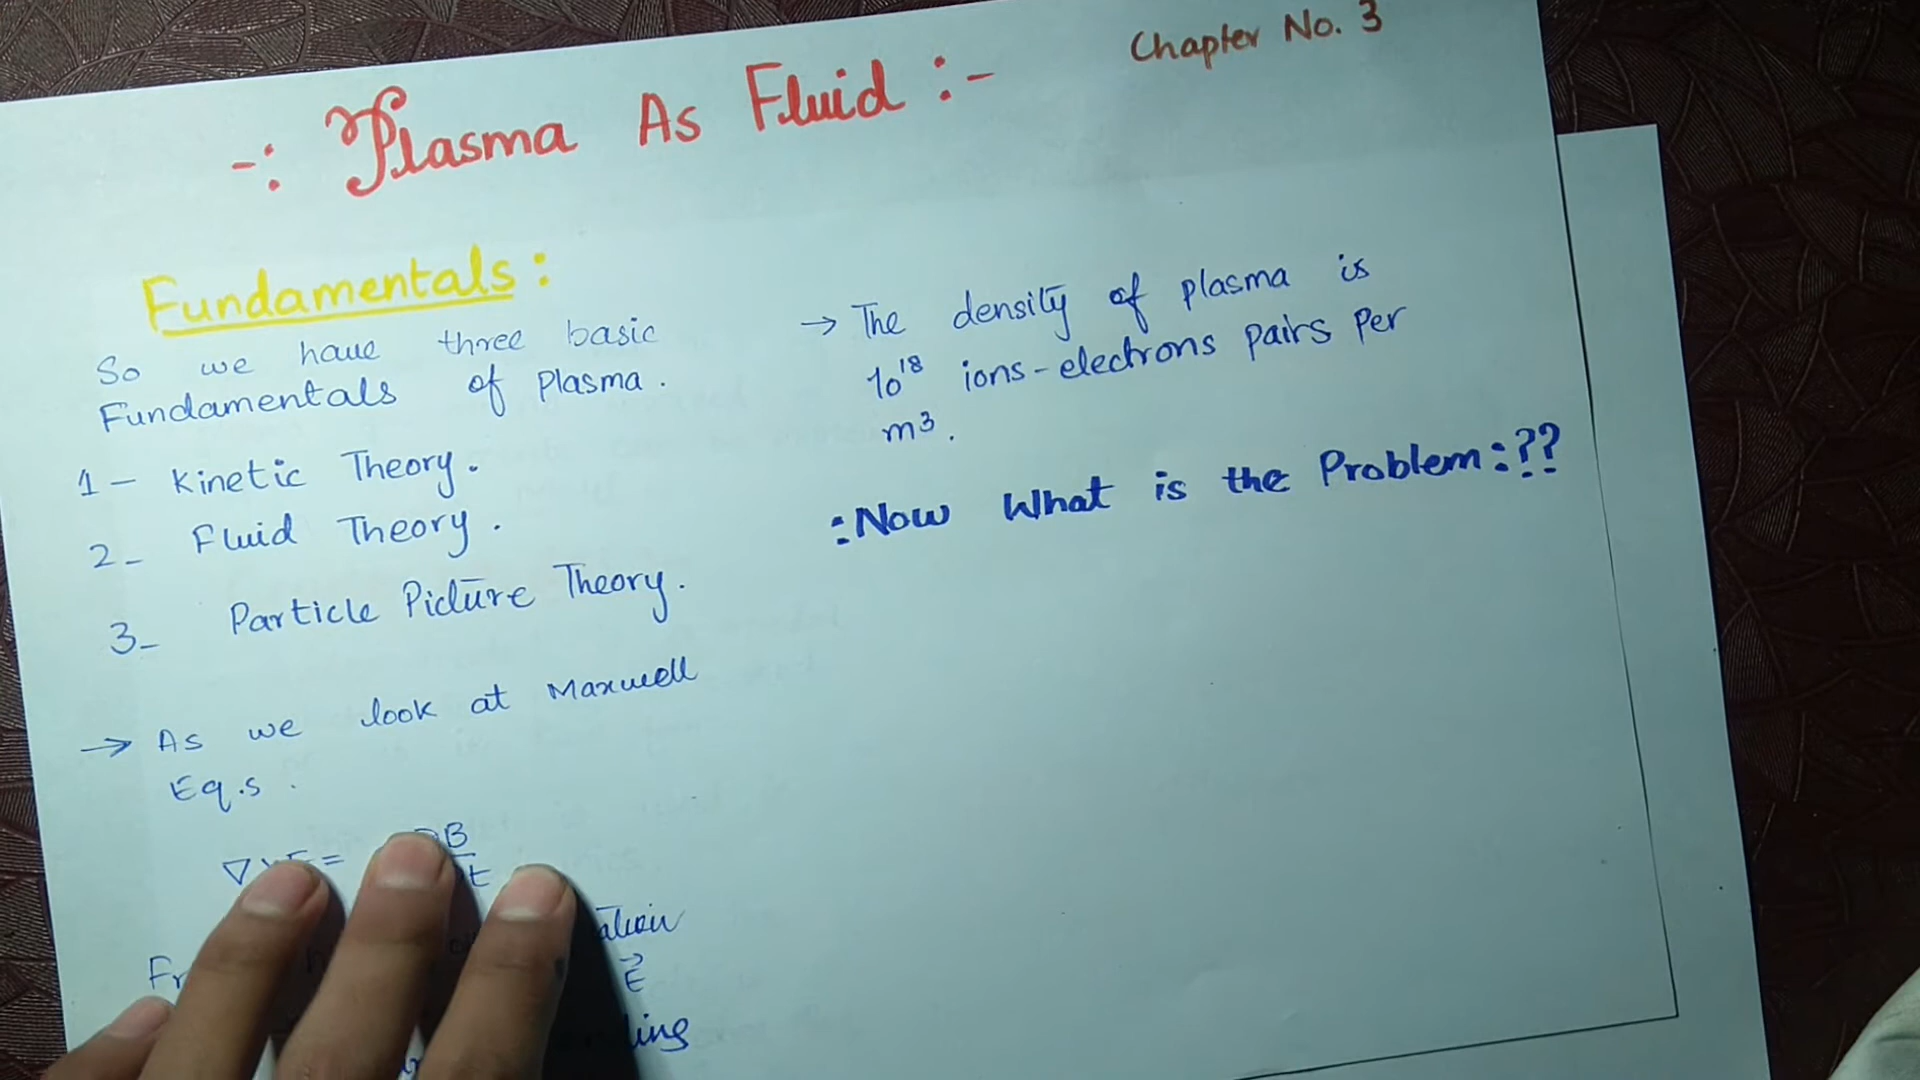 Chapter No. 3
-: Plasma As Fluid :-
Fundamentals:
So we have three basic
Fundamentals of Plasma.
1- Kinetic Theory.
2- Fluid Theory.
3- Particle Picture Theory.
→ As we look at Maxwell
Eq.s.
→ The density of plasma is
10¹⁸ ions-electrons pairs per
m³.
:Now What is the Problem:??